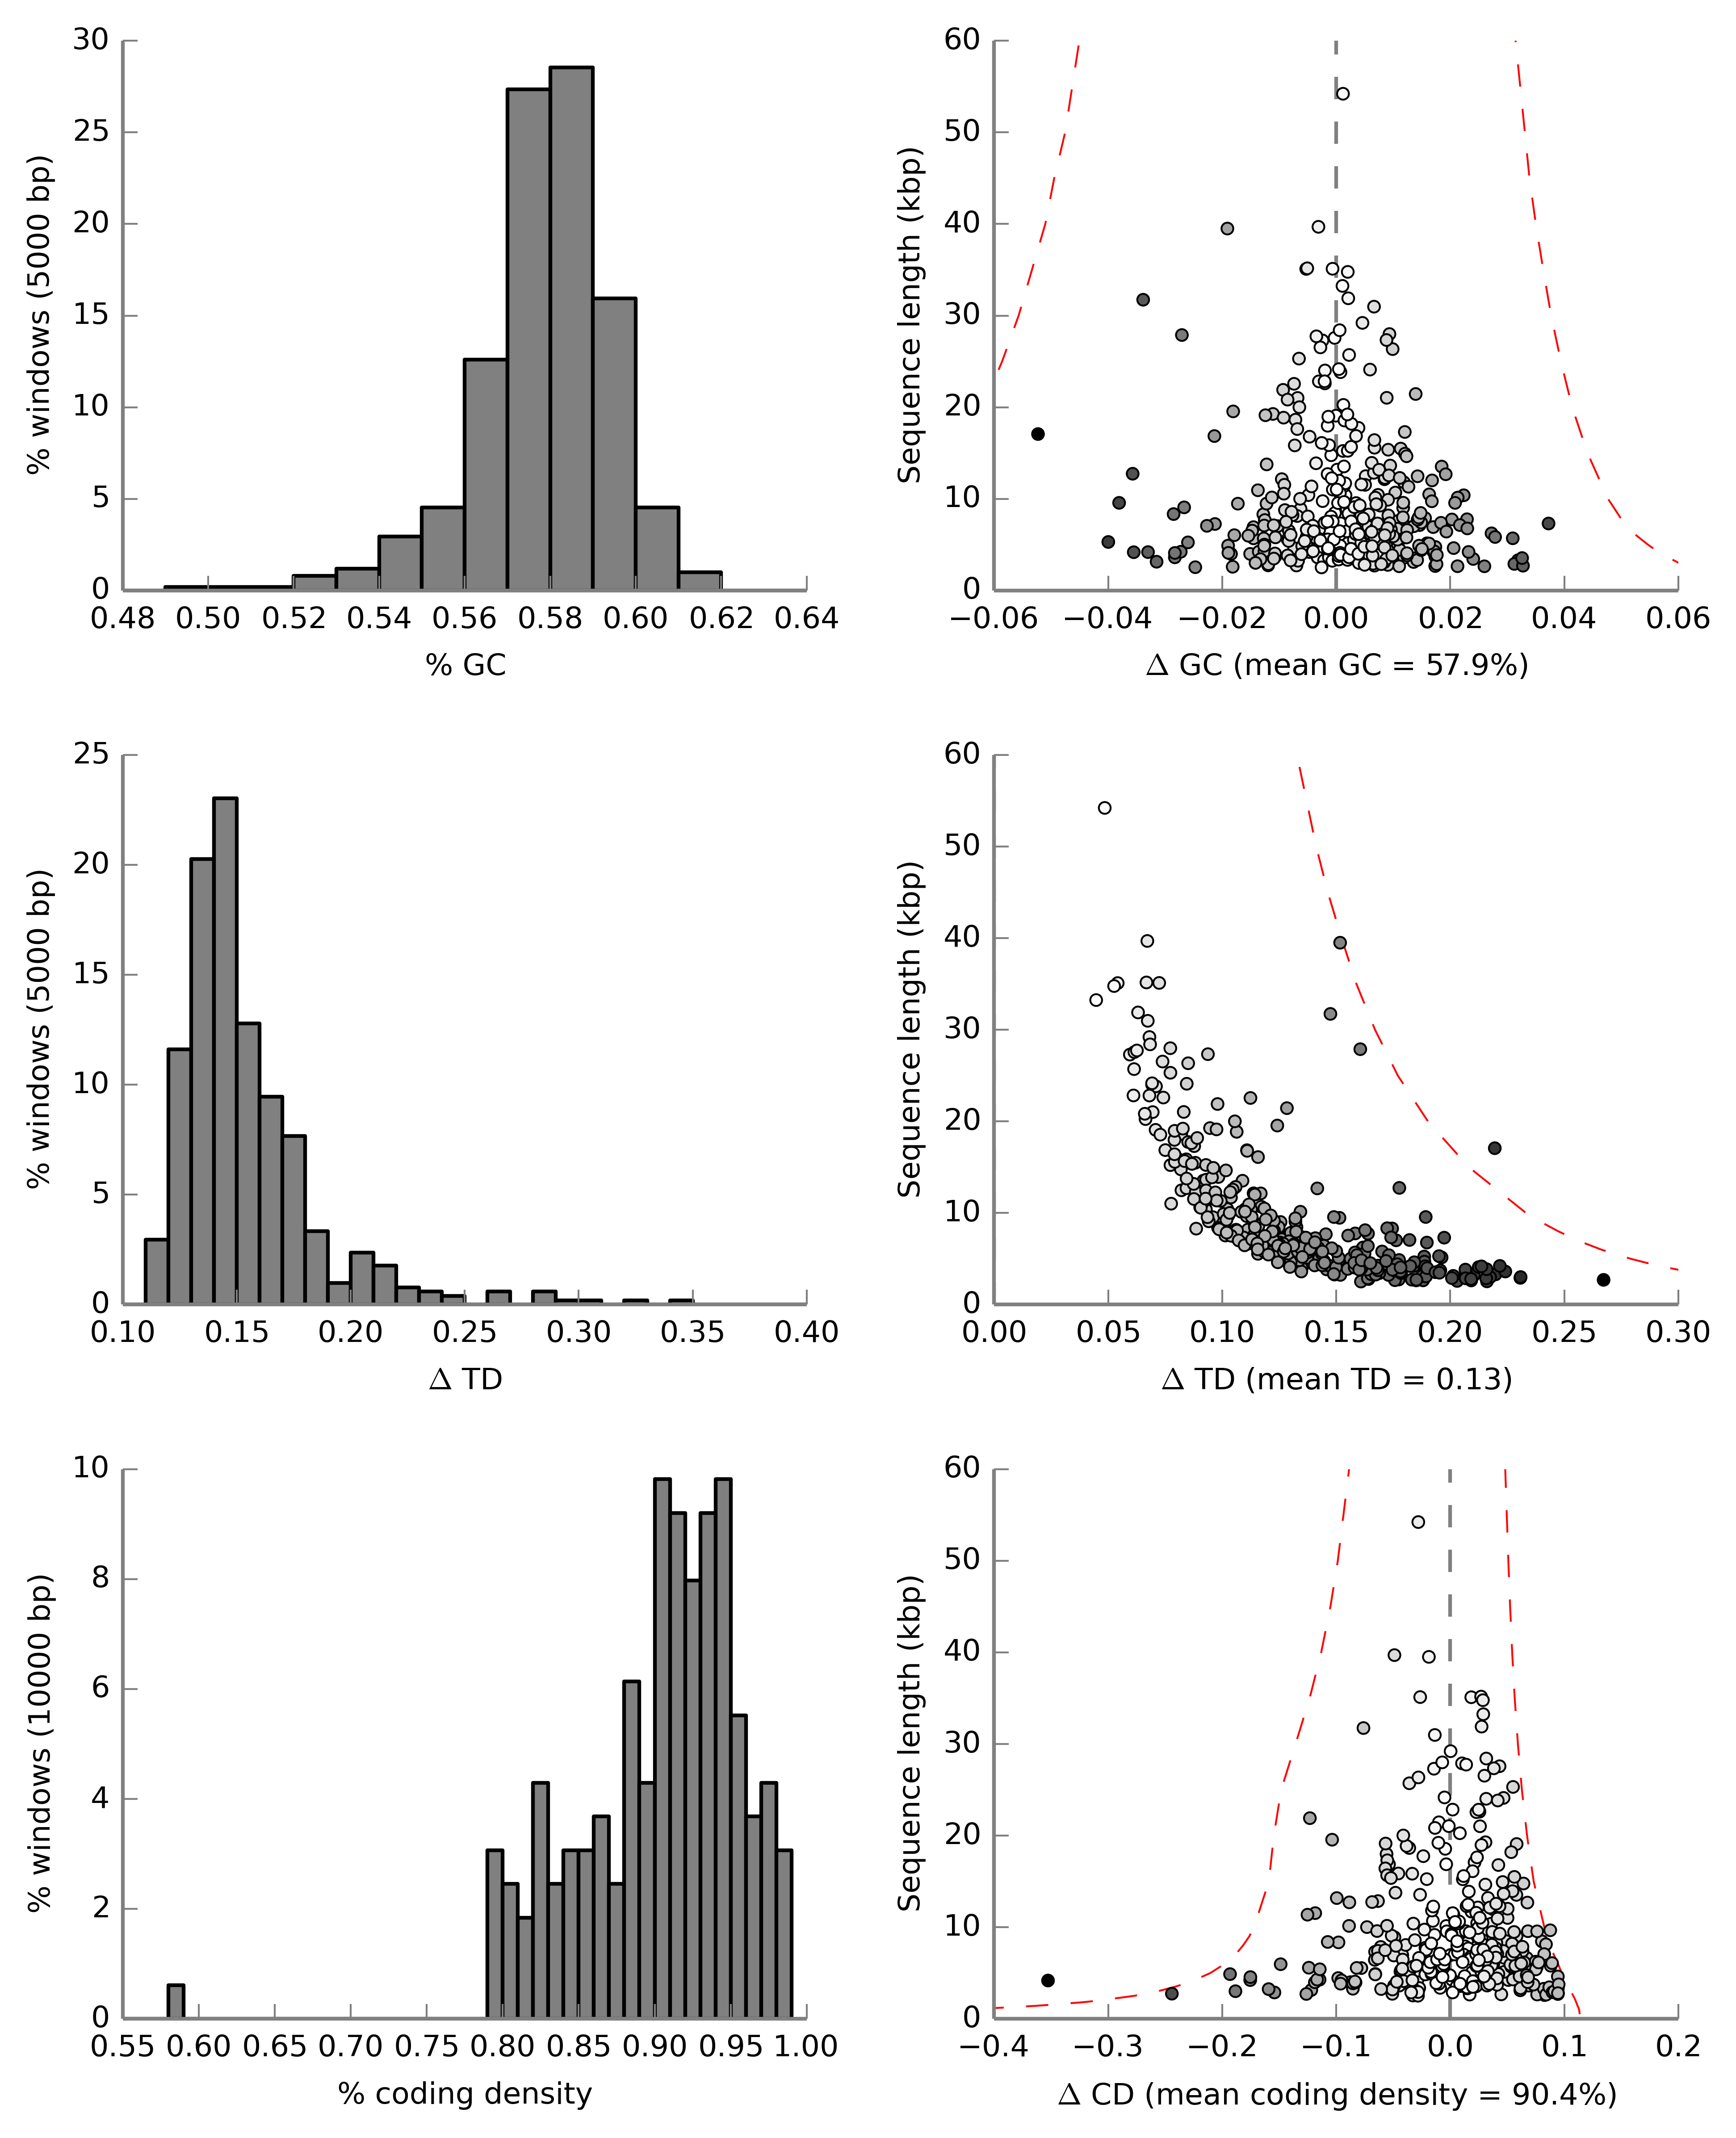 30
25
20
15
10
5
0
% windows (5000 bp)
0.48 0.50 0.52 0.54 0.56 0.58 0.60 0.62 0.64
% GC
60
50
40
30
20
10
0
Sequence length (kbp)
−0.06 −0.04 −0.02 0.00 0.02 0.04 0.06
Δ GC (mean GC = 57.9%)
25
20
15
10
5
0
% windows (5000 bp)
0.10 0.15 0.20 0.25 0.30 0.35 0.40
Δ TD
60
50
40
30
20
10
0
Sequence length (kbp)
0.00 0.05 0.10 0.15 0.20 0.25 0.30
Δ TD (mean TD = 0.13)
10
8
6
4
2
0
% windows (10000 bp)
0.55 0.60 0.65 0.70 0.75 0.80 0.85 0.90 0.95 1.00
% coding density
60
50
40
30
20
10
0
Sequence length (kbp)
−0.4 −0.3 −0.2 −0.1 0.0 0.1 0.2
Δ CD (mean coding density = 90.4%)